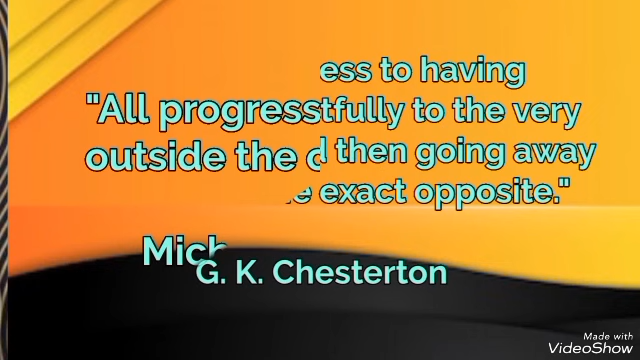 ess to having
"All progresstfully to the very
outside the then going away
e exact opposite."
Mich
G. K. Chesterton
Made with
VideoShow